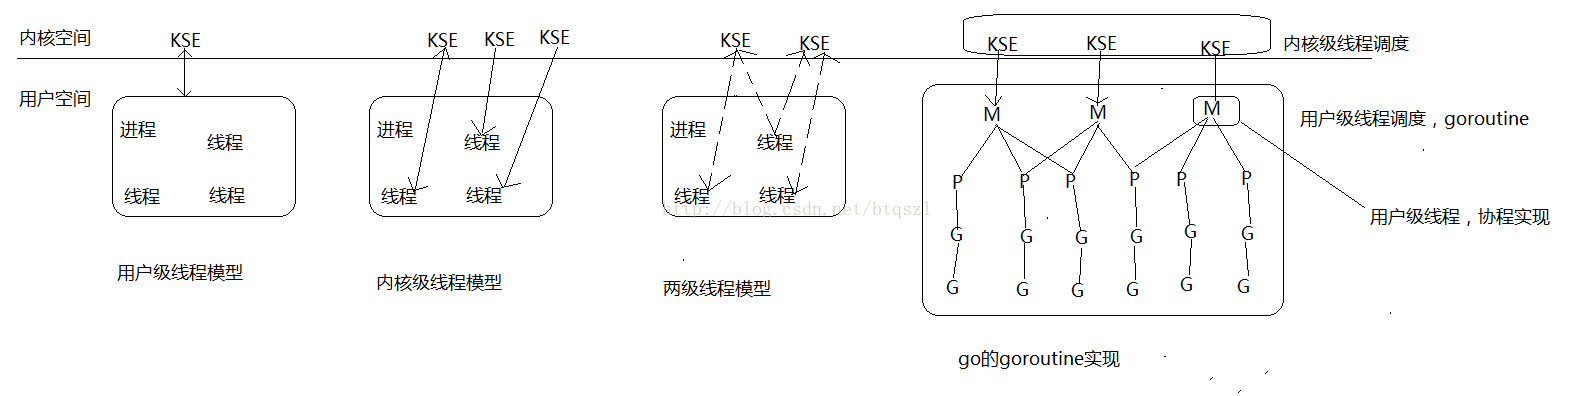 内核空间
用户空间
KSE
进程
线程
线程
线程
用户级线程模型
KSE
KSE
KSE
进程
线程
线程
线程
内核级线程模型
KSE
KSE
进程
线程
线程
线程
两级线程模型
http://blog.csdn.net/btqszl
KSE
KSE
KSE
内核级线程调度
M
M
M
用户级线程调度，goroutine
P
P
P
P
P
P
用户级线程，协程实现
G
G
G
G
G
G
G
G
G
G
G
G
go的goroutine实现